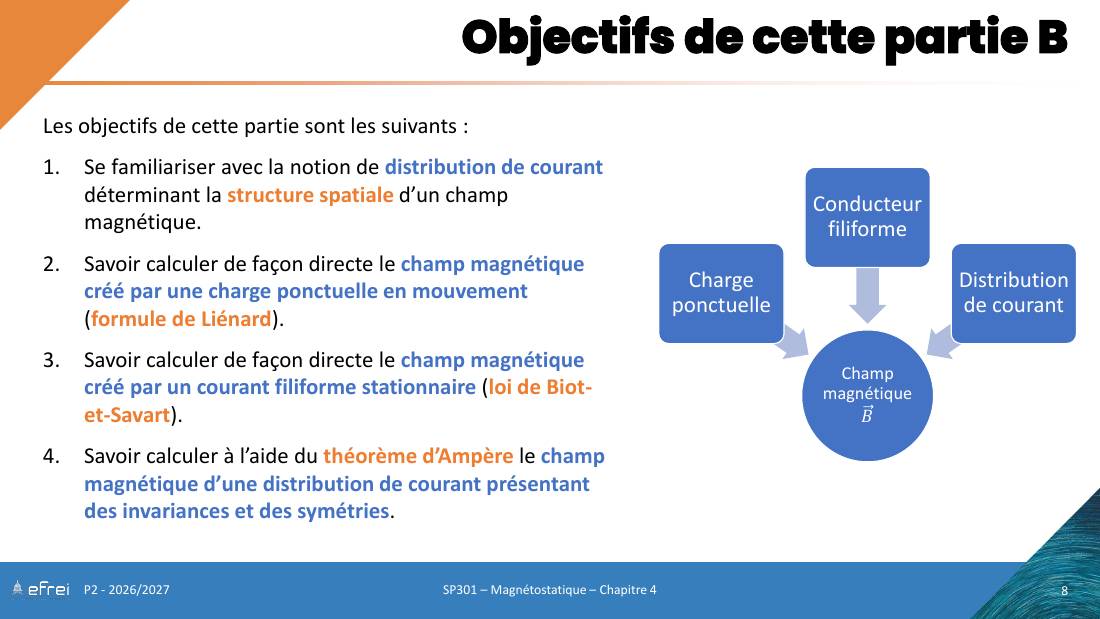 Objectifs de cette partie B
Les objectifs de cette partie sont les suivants :
1. Se familiariser avec la notion de distribution de courant
déterminant la structure spatiale d’un champ
magnétique.
2. Savoir calculer de façon directe le champ magnétique
créé par une charge ponctuelle en mouvement
(formule de Liénard).
3. Savoir calculer de façon directe le champ magnétique
créé par un courant filiforme stationnaire (loi de Biot-
et-Savart).
4. Savoir calculer à l’aide du théorème d’Ampère le champ
magnétique d’une distribution de courant présentant
des invariances et des symétries.
Conducteur
filiforme
Charge
ponctuelle
Distribution
de courant
Champ
magnétique
\vec{B}
efrei P2 - 2026/2027
SP301 – Magnétostatique – Chapitre 4
8